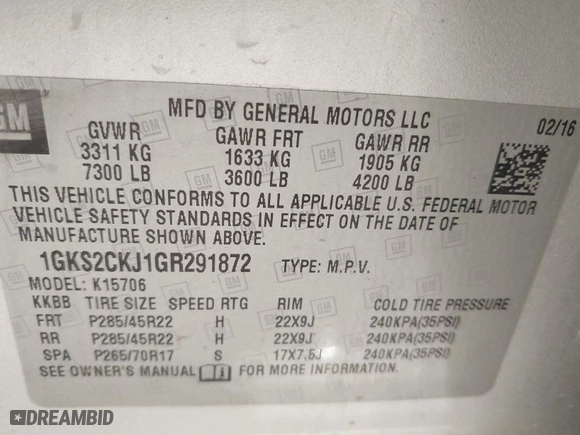 GM
MFD BY GENERAL MOTORS LLC
02/16
GVWR GAWR FRT GAWR RR
3311 KG 1633 KG 1905 KG
7300 LB 3600 LB 4200 LB
THIS VEHICLE CONFORMS TO ALL APPLICABLE U.S. FEDERAL MOTOR
VEHICLE SAFETY STANDARDS IN EFFECT ON THE DATE OF
MANUFACTURE SHOWN ABOVE.
1GKS2CKJ1GR291872 TYPE: M.P.V.
MODEL: K15706
KKBB TIRE SIZE SPEED RTG RIM COLD TIRE PRESSURE
FRT P285/45R22 H 22X9J 240KPA(35PSI)
RR P285/45R22 H 22X9J 240KPA(35PSI)
SPA P265/70R17 S 17X7.5J 240KPA(35PSI)
SEE OWNER'S MANUAL FOR MORE INFORMATION
DREAMBID